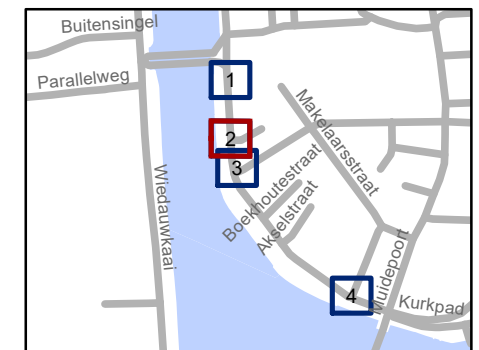 Buitensingel
Parallelweg
1
Makelaarsstraat
2
3
Boekhoutestraat
Wiedauwkaai
Akselstraat
Muidepoort
4
Kurkpad